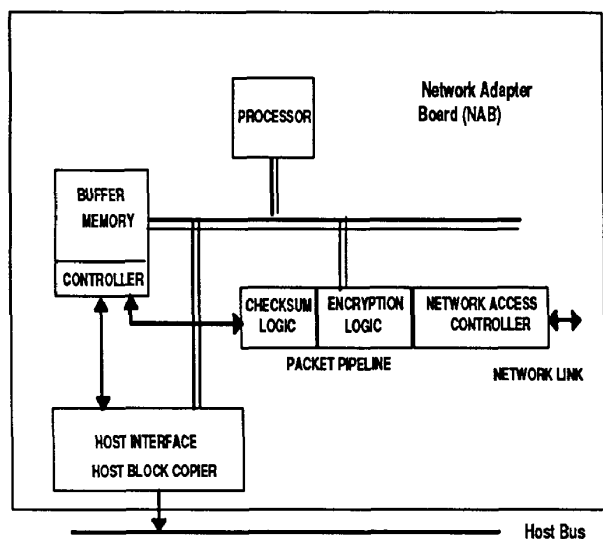 Network Adapter
Board (NAB)
PROCESSOR
BUFFER
MEMORY
CONTROLLER
CHECKSUM
LOGIC
ENCRYPTION
LOGIC
NETWORK ACCESS
CONTROLLER
PACKET PIPELINE
NETWORK LINK
HOST INTERFACE
HOST BLOCK COPIER
Host Bus